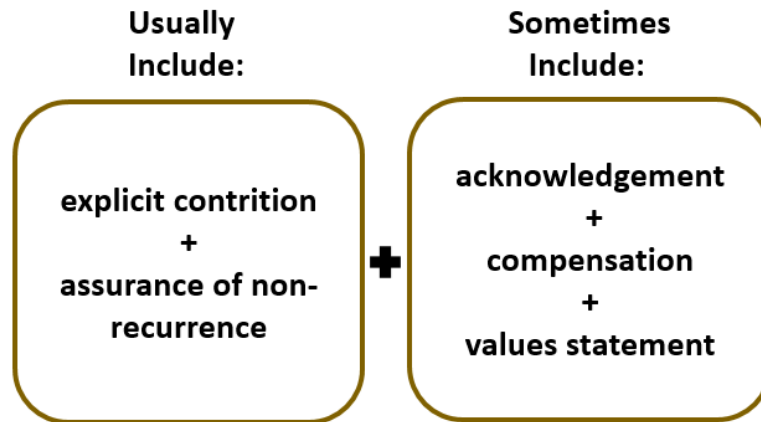 Usually
Include:
explicit contrition
+
assurance of non-
recurrence
+
Sometimes
Include:
acknowledgement
+
compensation
+
values statement